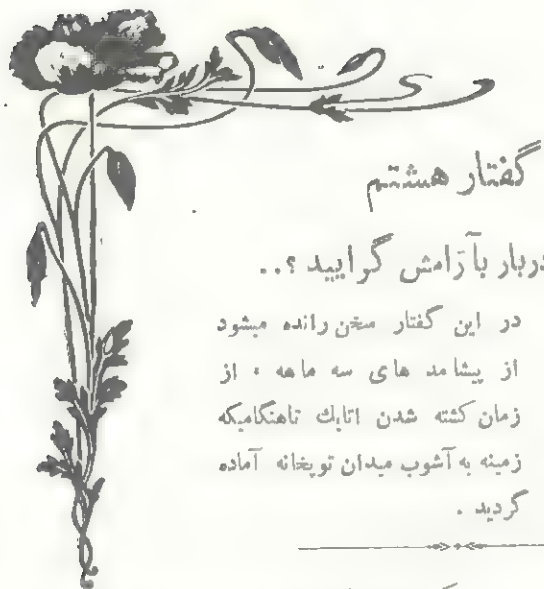 گفتار هشتم
دربار بآرامش گرایید ؟..
در این گفتار سخن رانده میشود
از پیشامد های سه ماهه ، از
زمان کشته شدن اتابك تاهنگامیکه
زمینه به آشوب میدان توپخانه آماده
گردید .